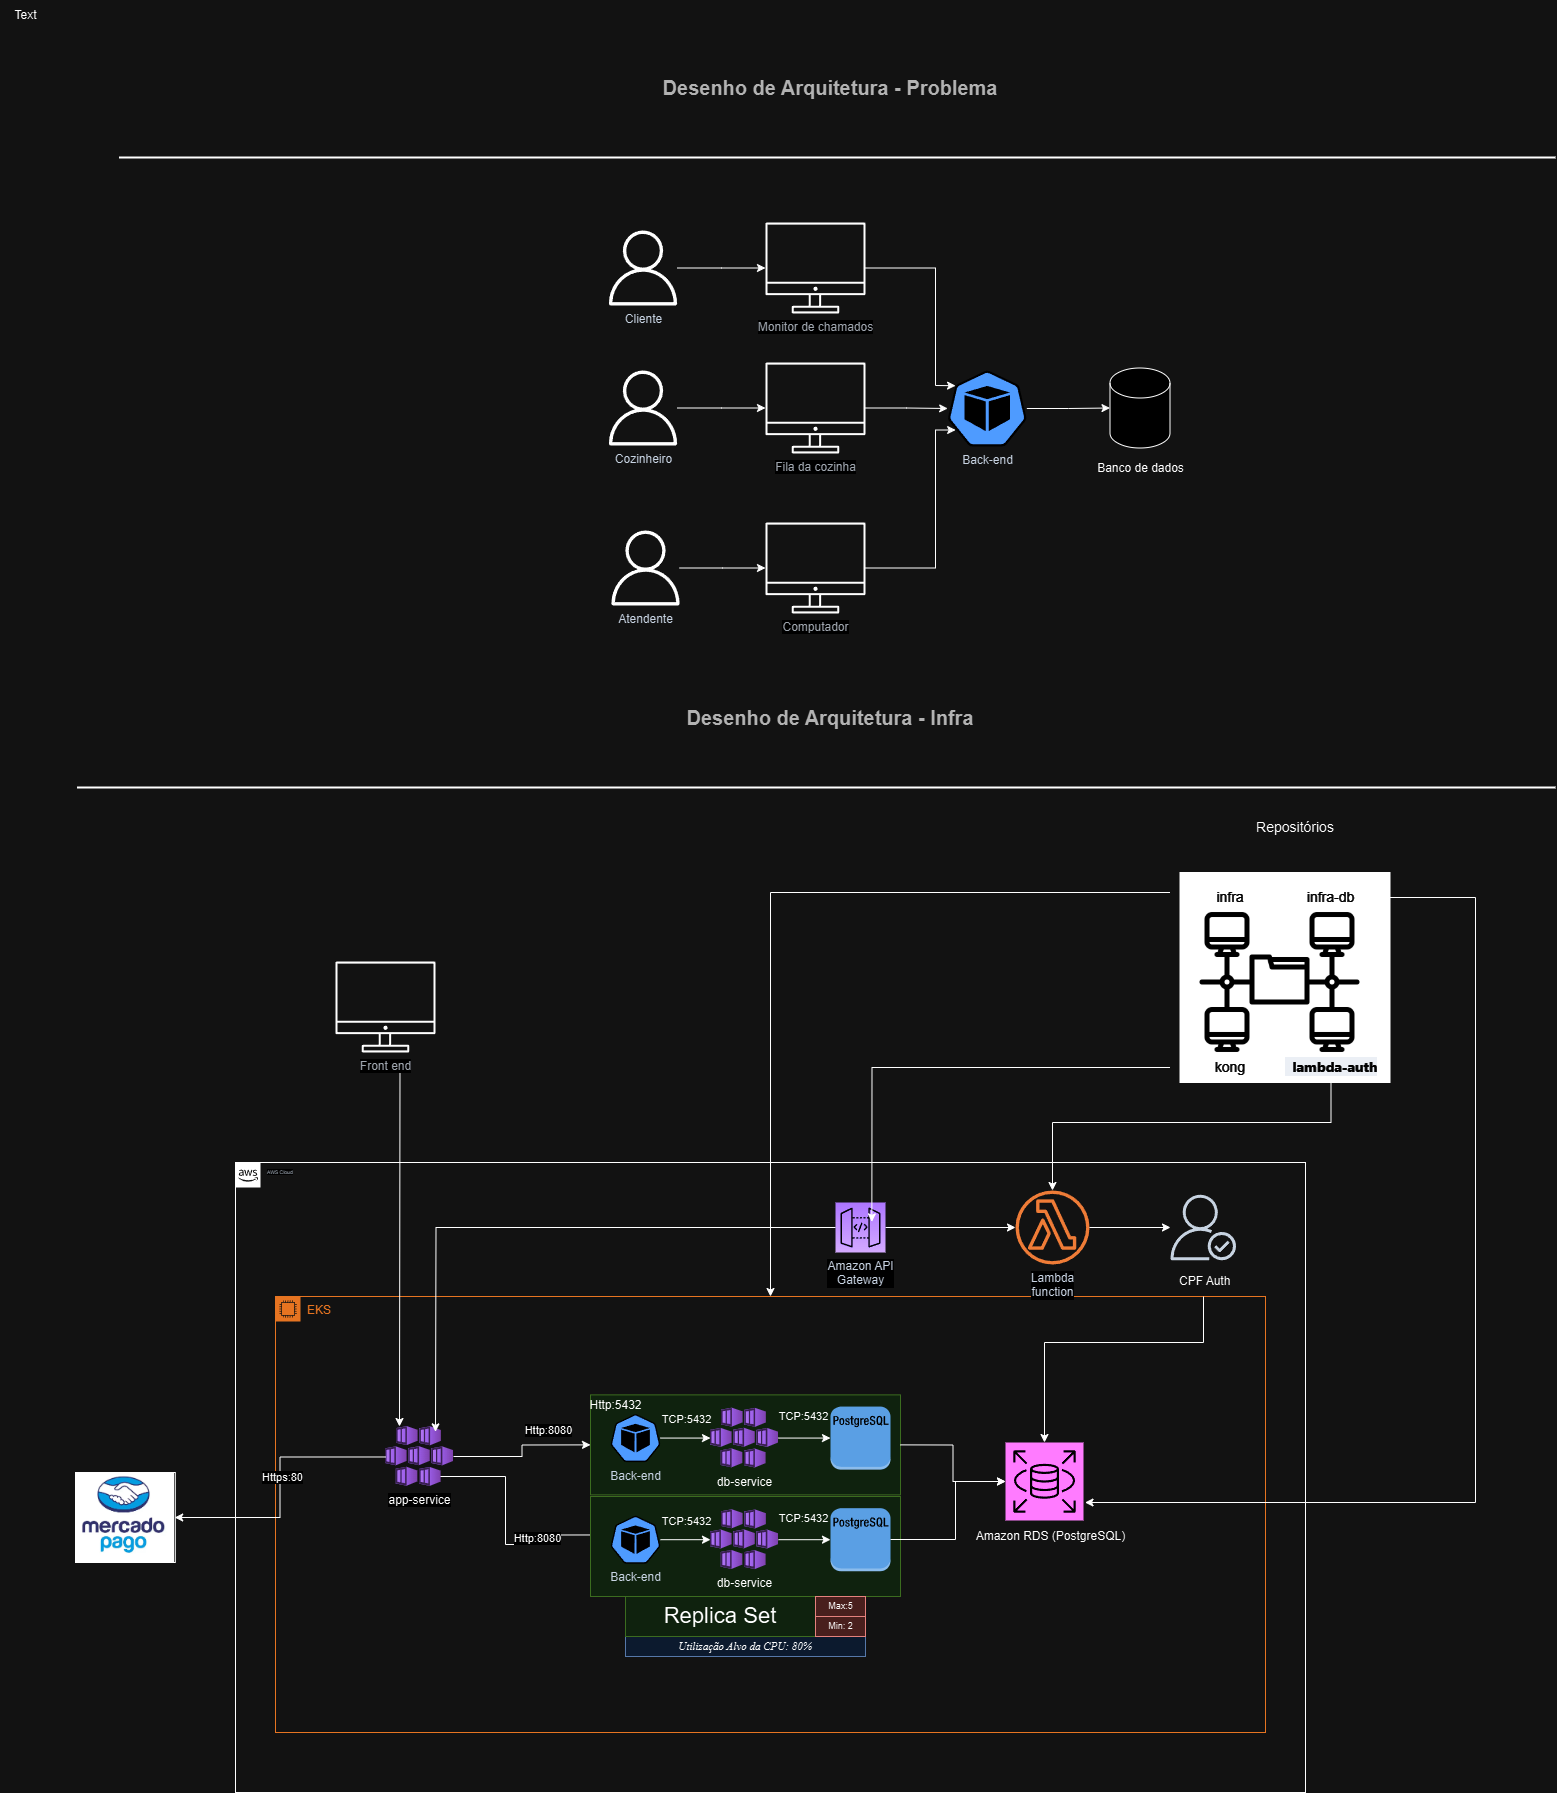 Text
Desenho de Arquitetura - Problema
Cliente
Monitor de chamados
Cozinheiro
Fila da cozinha
Back-end
Banco de dados
Atendente
Computador
Desenho de Arquitetura - Infra
Repositórios
infra
infra-db
kong
lambda-auth
Front end
aws
AWS Cloud
Amazon API
Gateway
Lambda
function
CPF Auth
EKS
Http:5432
Http:8080
TCP:5432
TCP:5432
PostgreSQL
Back-end
db-service
Https:80
app-service
mercado
pago
Http:8080
TCP:5432
TCP:5432
PostgreSQL
Back-end
db-service
Amazon RDS (PostgreSQL)
Replica Set
Max:5
Min: 2
Utilização Alvo da CPU: 80%